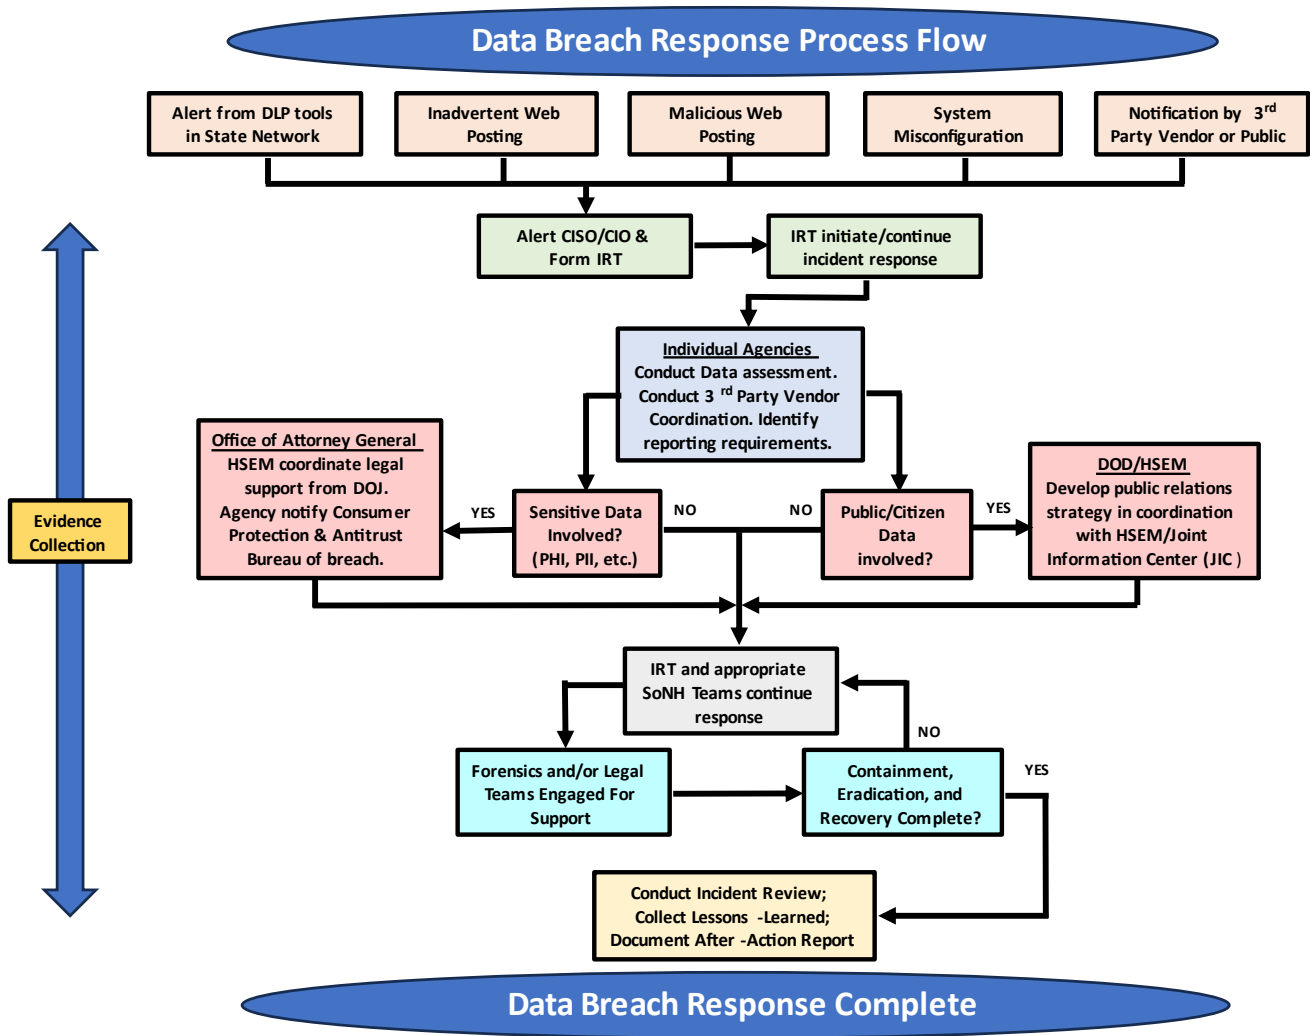 Data Breach Response Process Flow
Alert from DLP tools
in State Network
Inadvertent Web
Posting
Malicious Web
Posting
System
Misconfiguration
Notification by 3rd
Party Vendor or Public
Alert CISO/CIO &
Form IRT
IRT initiate/continue
incident response
Individual Agencies
Conduct Data assessment.
Conduct 3 rd Party Vendor
Coordination. Identify
reporting requirements.
Office of Attorney General
HSEM coordinate legal
support from DOJ.
Agency notify Consumer
Protection & Antitrust
Bureau of breach.
YES
Sensitive Data
Involved?
(PHI, PII, etc.)
NO
NO
Public/Citizen
Data
involved?
YES
DOD/HSEM
Develop public relations
strategy in coordination
with HSEM/Joint
Information Center (JIC )
Evidence
Collection
IRT and appropriate
SoNH Teams continue
response
NO
Forensics and/or Legal
Teams Engaged For
Support
Containment,
Eradication, and
Recovery Complete?
YES
Conduct Incident Review;
Collect Lessons -Learned;
Document After -Action Report
Data Breach Response Complete